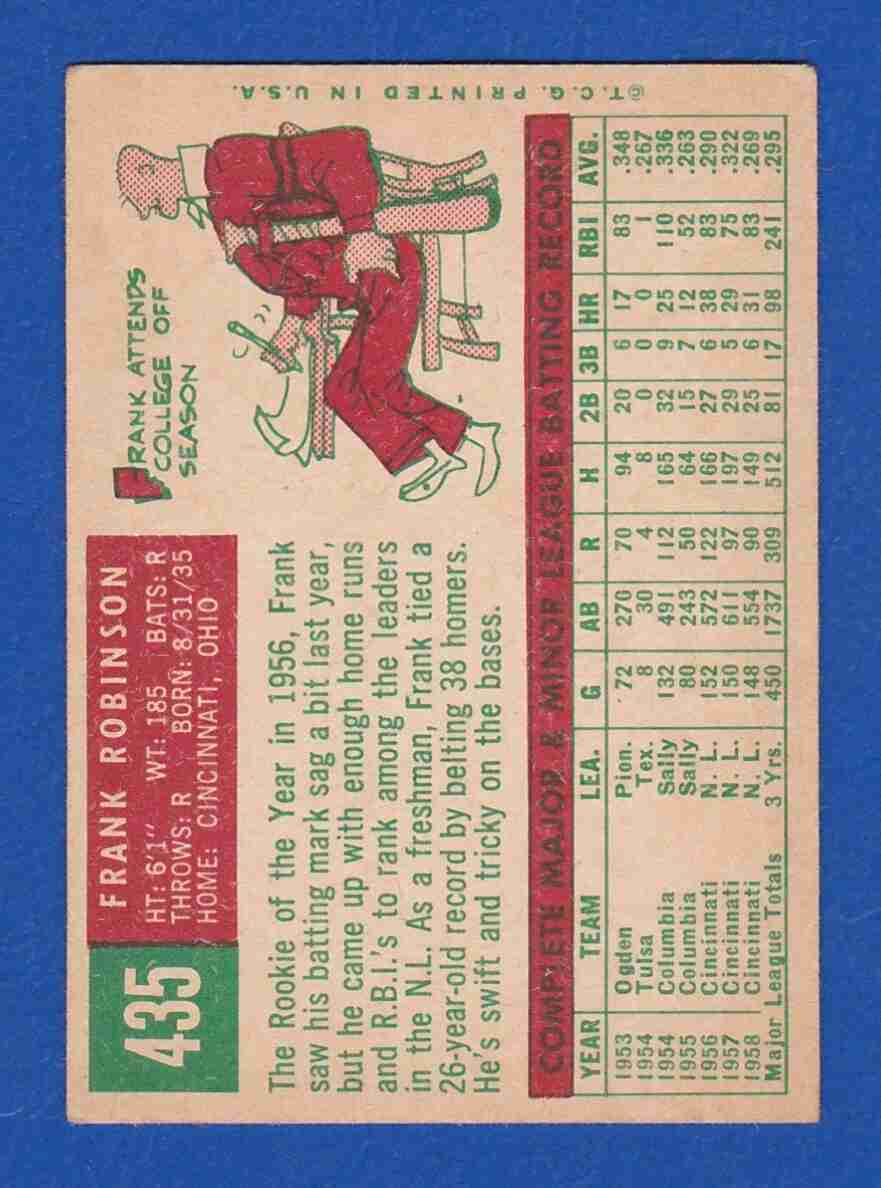 435
FRANK ROBINSON
HT: 6'1" WT: 185 BATS: R
THROWS: R BORN: 8/31/35
HOME: CINCINNATI, OHIO
The Rookie of the Year in 1956, Frank
saw his batting mark sag a bit last year,
but he came up with enough home runs
and R.B.I.'s to rank among the leaders
in the N.L. As a freshman, Frank tied a
26-year-old record by belting 38 homers.
He's swift and tricky on the bases.
FRANK ATTENDS
COLLEGE OFF
SEASON
COMPLETE MAJOR & MINOR LEAGUE BATTING RECORD
YEAR TEAM LEA. G AB R H 2B 3B HR RBI AVG.
1953 Ogden Pion. 72 270 70 94 20 6 17 83 .348
1954 Tulsa Tex. 8 30 4 8 0 0 0 1 .267
1954 Columbia Sally 132 491 112 165 32 9 25 110 .336
1955 Columbia Sally 80 243 50 64 15 7 12 52 .263
1956 Cincinnati N. L. 152 572 122 166 27 6 38 83 .290
1957 Cincinnati N. L. 150 611 97 197 29 5 29 75 .322
1958 Cincinnati N. L. 148 554 90 149 25 6 31 83 .269
Major League Totals 3 Yrs. 450 1737 309 512 81 17 98 241 .295
©T.C.G. PRINTED IN U.S.A.